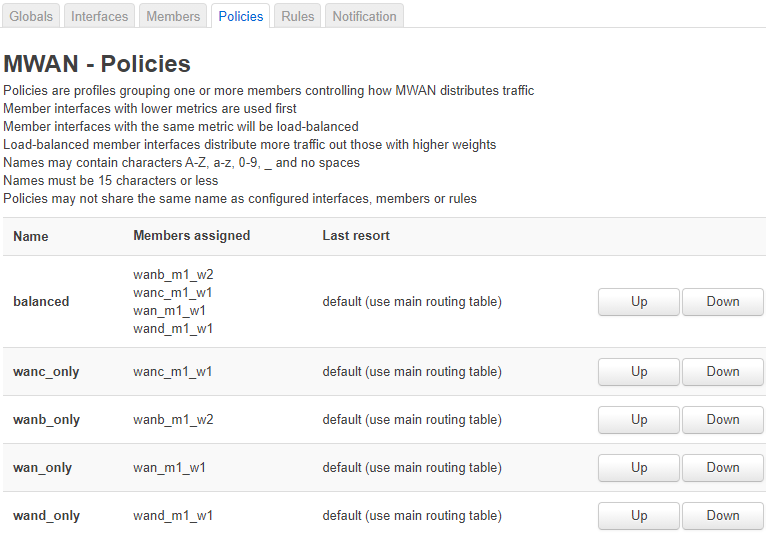 Globals Interfaces Members Policies Rules Notification
MWAN - Policies
Policies are profiles grouping one or more members controlling how MWAN distributes traffic
Member interfaces with lower metrics are used first
Member interfaces with the same metric will be load-balanced
Load-balanced member interfaces distribute more traffic out those with higher weights
Names may contain characters A-Z, a-z, 0-9, _ and no spaces
Names must be 15 characters or less
Policies may not share the same name as configured interfaces, members or rules
Name Members assigned Last resort
wanb_m1_w2
wanc_m1_w1
balanced default (use main routing table) Up Down
wan_m1_w1
wand_m1_w1
wanc_only wanc_m1_w1 default (use main routing table) Up Down
wanb_only wanb_m1_w2 default (use main routing table) Up Down
wan_only wan_m1_w1 default (use main routing table) Up Down
wand_only wand_m1_w1 default (use main routing table) Up Down